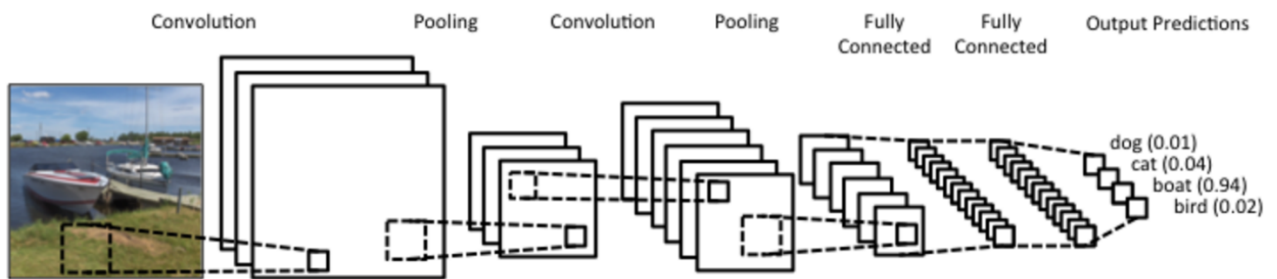 Convolution
Pooling
Convolution
Pooling
Fully
Connected
Fully
Connected
Output Predictions
dog (0.01)
cat (0.04)
boat (0.94)
bird (0.02)